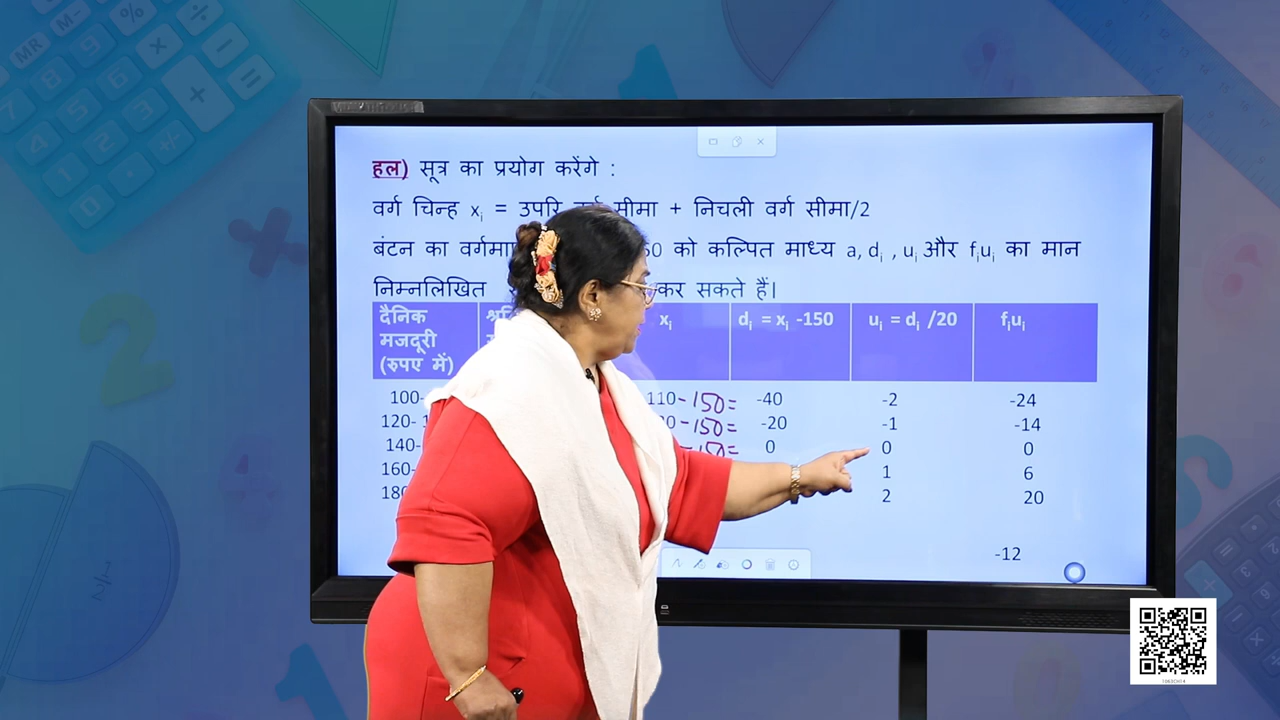 हल) सूत्र का प्रयोग करेंगे :
वर्ग चिन्ह xᵢ = उपरि वर्ग सीमा + निचली वर्ग सीमा/2
बंटन का वर्गमा 50 को कल्पित माध्य a, dᵢ , uᵢ और fᵢuᵢ का मान
निम्नलिखित कर सकते हैं।
दैनिक मजदूरी (रुपए में) xᵢ dᵢ = xᵢ -150 uᵢ = dᵢ /20 fᵢuᵢ
100- 110 -150= -40 -2 -24
120- -150= -20 -1 -14
140- -150= 0 0 0
160- 1 6
180 2 20
-12